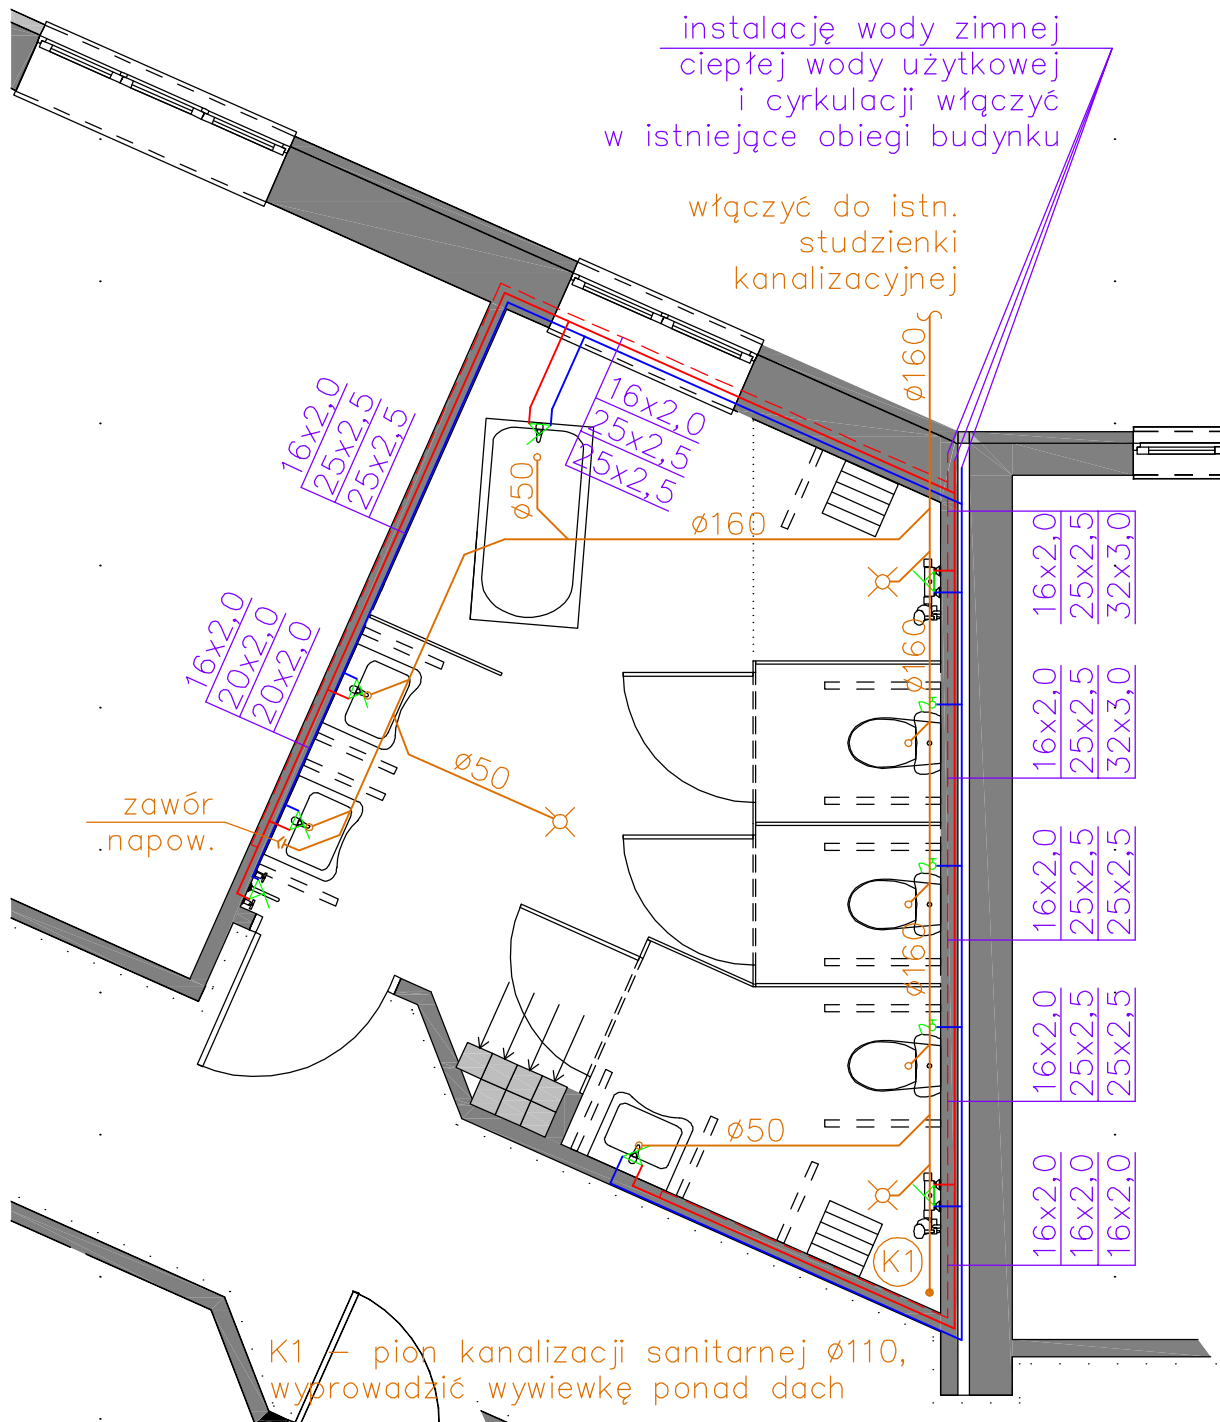 instalację wody zimnej
ciepłej wody użytkowej
i cyrkulacji włączyć
w istniejące obiegi budynku
włączyć do istn.
studzienki
kanalizacyjnej
ø160
16x2,0
25x2,5
25x2,5
16x2,0
25x2,5
25x2,5
ø50
ø160
16x2,0
25x2,5
32x3,0
16x2,0
20x2,0
20x2,0
ø160
16x2,0
25x2,5
32x3,0
ø50
zawór
napow.
16x2,0
25x2,5
25x2,5
ø160
16x2,0
25x2,5
25x2,5
ø50
16x2,0
16x2,0
16x2,0
K1
K1 – pion kanalizacji sanitarnej ø110,
wyprowadzić wywiewkę ponad dach